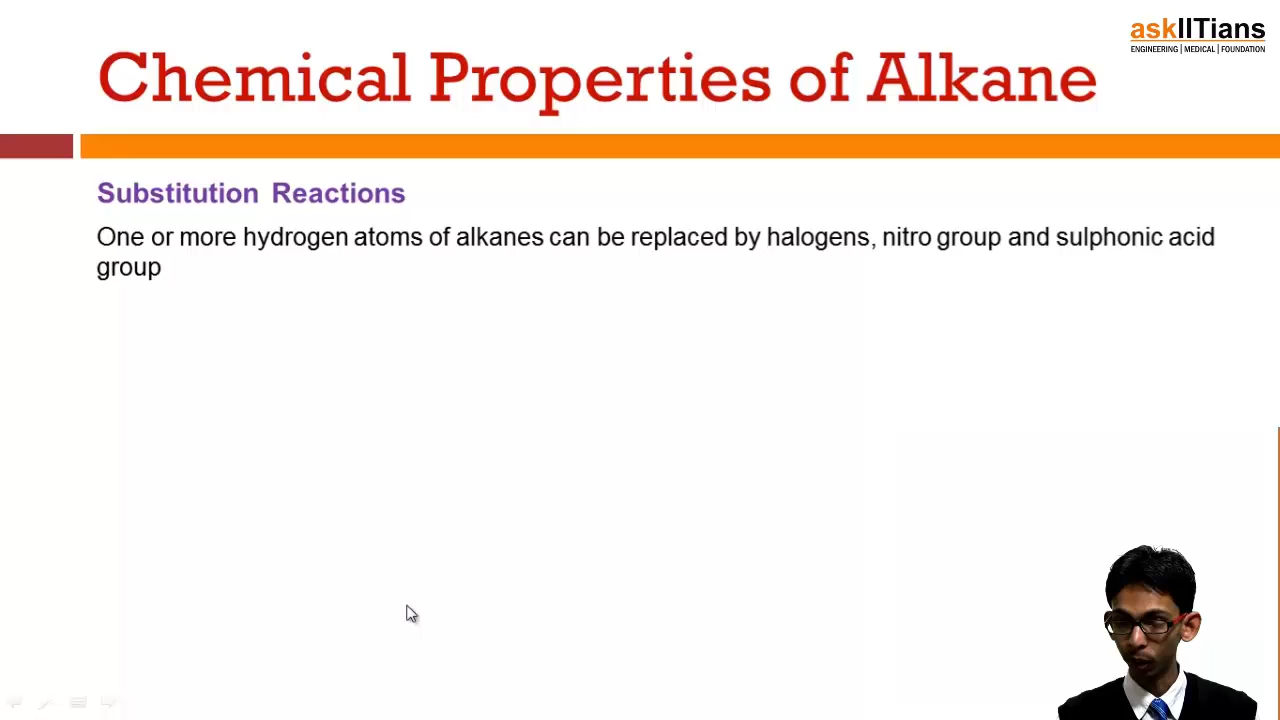 askIITians
ENGINEERING | MEDICAL | FOUNDATION
Chemical Properties of Alkane
Substitution Reactions
One or more hydrogen atoms of alkanes can be replaced by halogens, nitro group and sulphonic acid
group